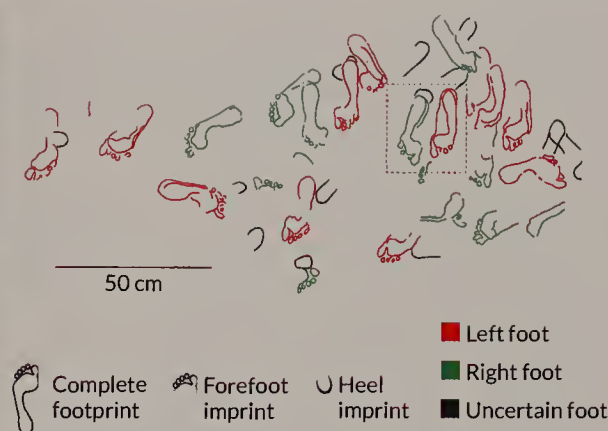 50 cm
Left foot
Right foot
Uncertain foot
Complete
footprint
Forefoot
imprint
Heel
imprint